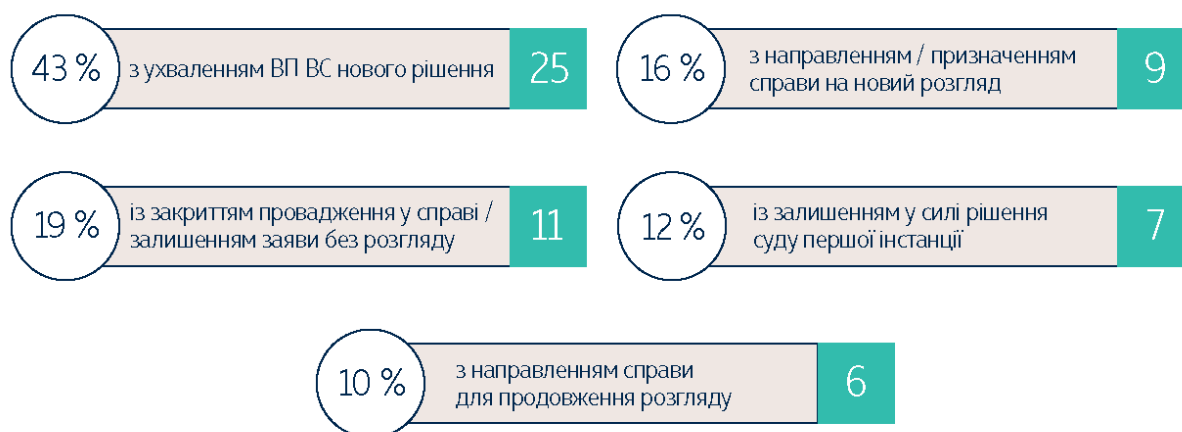 43 %
з ухваленням ВП ВС нового рішення
25
16 %
з направленням / призначенням
справи на новий розгляд
9
19 %
із закриттям провадження у справі /
залишенням заяви без розгляду
11
12 %
із залишенням у силі рішення
суду першої інстанції
7
10 %
з направленням справи
для продовження розгляду
6